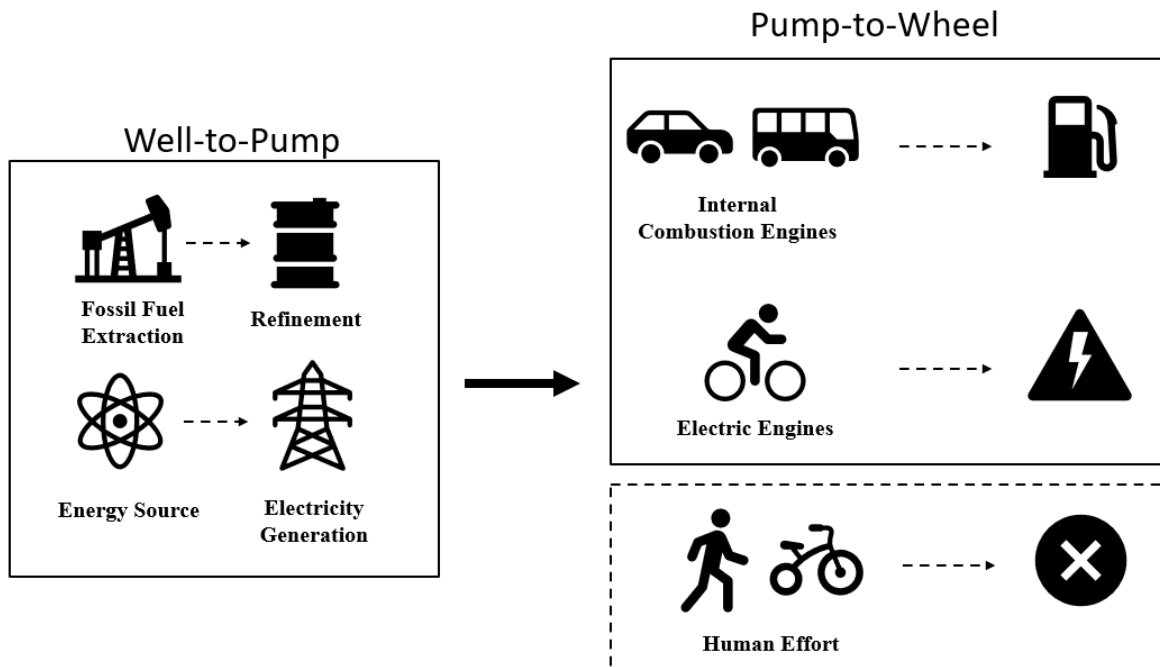 Well-to-Pump
Fossil Fuel
Extraction
Refinement
Energy Source
Electricity
Generation
Pump-to-Wheel
Internal
Combustion Engines
Electric Engines
Human Effort